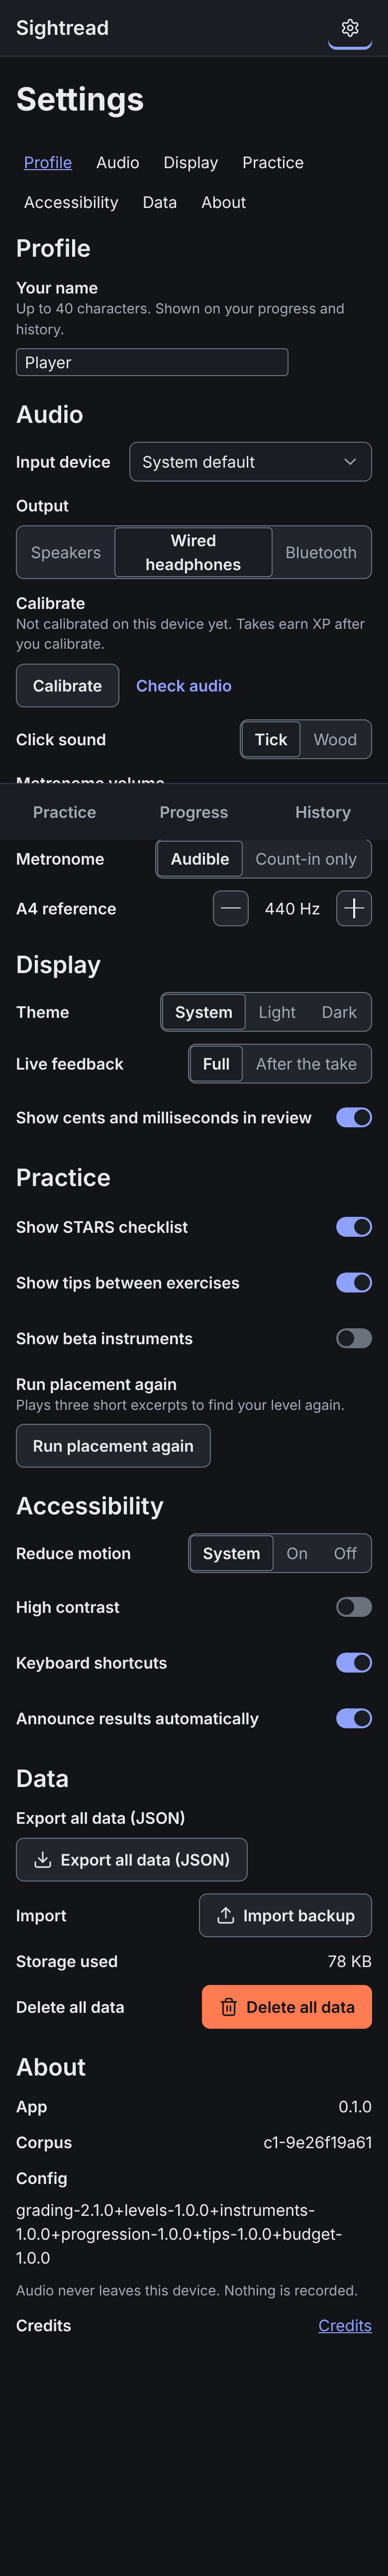 Sightread
Settings
Profile Audio Display Practice
Accessibility Data About
Profile
Your name
Up to 40 characters. Shown on your progress and
history.
Player
Audio
Input device System default
Output
Speakers Wired headphones Bluetooth
Calibrate
Not calibrated on this device yet. Takes earn XP after
you calibrate.
Calibrate Check audio
Click sound Tick Wood
Metronome volume
Practice Progress History
Metronome Audible Count-in only
A4 reference 440 Hz
Display
Theme System Light Dark
Live feedback Full After the take
Show cents and milliseconds in review
Practice
Show STARS checklist
Show tips between exercises
Show beta instruments
Run placement again
Plays three short excerpts to find your level again.
Run placement again
Accessibility
Reduce motion System On Off
High contrast
Keyboard shortcuts
Announce results automatically
Data
Export all data (JSON)
Export all data (JSON)
Import Import backup
Storage used 78 KB
Delete all data Delete all data
About
App 0.1.0
Corpus c1-9e26f19a61
Config
grading-2.1.0+levels-1.0.0+instruments-
1.0.0+progression-1.0.0+tips-1.0.0+budget-
1.0.0
Audio never leaves this device. Nothing is recorded.
Credits Credits